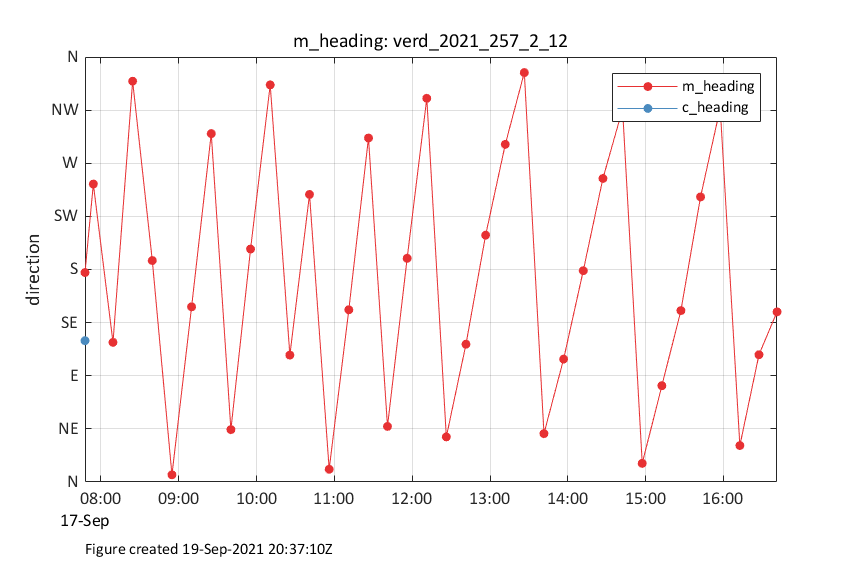 m_heading: verd_2021_257_2_12
m_heading
c_heading
direction
N
NW
W
SW
S
SE
E
NE
N
08:00 09:00 10:00 11:00 12:00 13:00 14:00 15:00 16:00
17-Sep
Figure created 19-Sep-2021 20:37:10Z